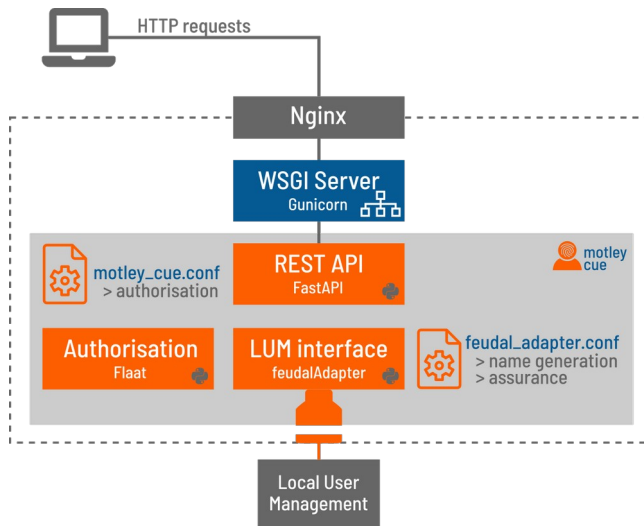 HTTP requests
Nginx
WSGI Server
Gunicorn
motley_cue.conf
> authorisation
REST API
FastAPI
motley
cue
Authorisation
Flaat
LUM interface
feudalAdapter
feudal_adapter.conf
> name generation
> assurance
Local User
Management